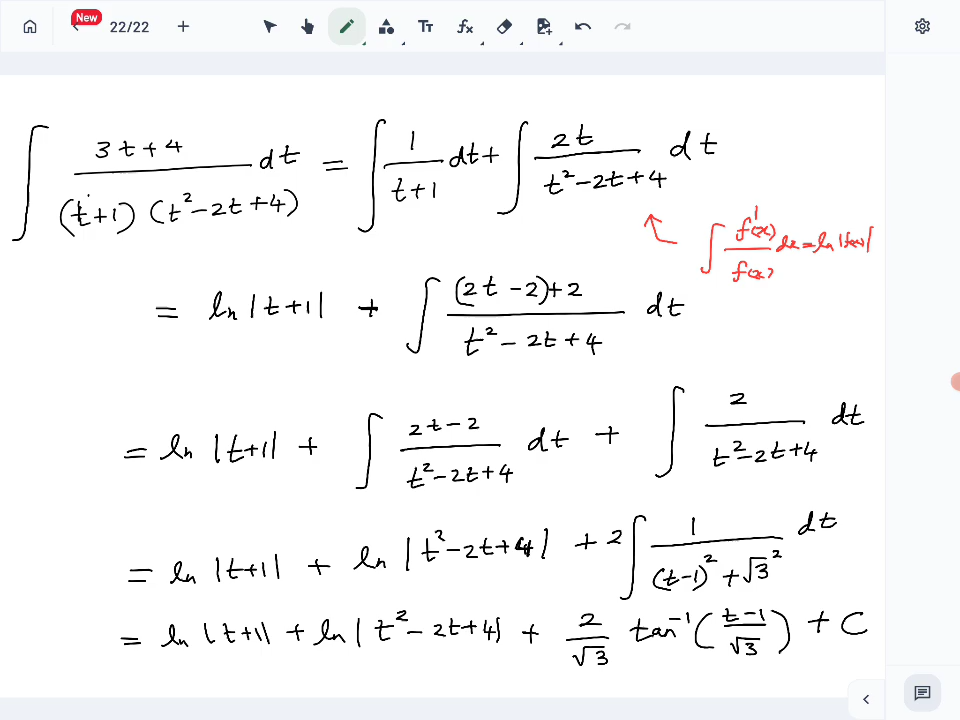 New
22/22
Tт fx
∫ (3t+4)/((t+1)(t²-2t+4)) dt = ∫ 1/(t+1) dt + ∫ 2t/(t²-2t+4) dt
∫ f'(x)/f(x) dx = ln|f(x)|
= ln|t+1| + ∫ ((2t-2)+2)/(t²-2t+4) dt
= ln|t+1| + ∫ (2t-2)/(t²-2t+4) dt + ∫ 2/(t²-2t+4) dt
= ln|t+1| + ln|t²-2t+4| + 2∫ 1/((t-1)²+√3²) dt
= ln|t+1| + ln|t²-2t+4| + 2/√3 tan⁻¹((t-1)/√3) + C